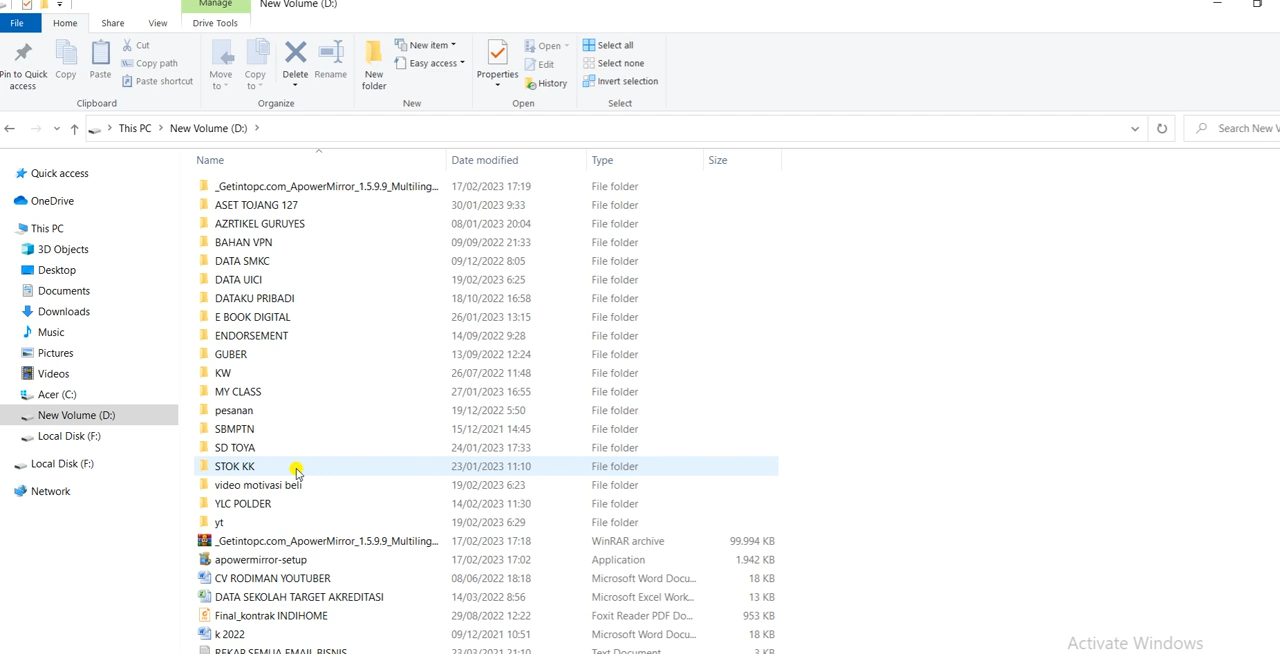 Manage New Volume (D:)
File Home Share View Drive Tools
Pin to Quick access Copy Paste Cut Copy path Paste shortcut Clipboard
Move to Copy to Delete Rename Organize
New folder New item Easy access New
Properties Open Edit History Open
Select all Select none Invert selection Select
This PC > New Volume (D:) > Search New V
Quick access
OneDrive
This PC
3D Objects
Desktop
Documents
Downloads
Music
Pictures
Videos
Acer (C:)
New Volume (D:)
Local Disk (F:)
Local Disk (F:)
Network
Name Date modified Type Size
_Getintopc.com_ApowerMirror_1.5.9.9_Multiling... 17/02/2023 17:19 File folder
ASET TOJANG 127 30/01/2023 9:33 File folder
AZRTIKEL GURUYES 08/01/2023 20:04 File folder
BAHAN VPN 09/09/2022 21:33 File folder
DATA SMKC 09/12/2022 8:05 File folder
DATA UICI 19/02/2023 6:25 File folder
DATAKU PRIBADI 18/10/2022 16:58 File folder
E BOOK DIGITAL 26/01/2023 13:15 File folder
ENDORSEMENT 14/09/2022 9:28 File folder
GUBER 13/09/2022 12:24 File folder
KW 26/07/2022 11:48 File folder
MY CLASS 27/01/2023 16:55 File folder
pesanan 19/12/2022 5:50 File folder
SBMPTN 15/12/2021 14:45 File folder
SD TOYA 24/01/2023 17:33 File folder
STOK KK 23/01/2023 11:10 File folder
video motivasi beli 19/02/2023 6:23 File folder
YLC POLDER 14/02/2023 11:30 File folder
yt 19/02/2023 6:29 File folder
_Getintopc.com_ApowerMirror_1.5.9.9_Multiling... 17/02/2023 17:18 WinRAR archive 99.994 KB
apowermirror-setup 17/02/2023 17:02 Application 1.942 KB
CV RODIMAN YOUTUBER 08/06/2022 18:18 Microsoft Word Docu... 18 KB
DATA SEKOLAH TARGET AKREDITASI 14/03/2022 8:56 Microsoft Excel Work... 13 KB
Final_kontrak INDIHOME 29/08/2022 12:22 Foxit Reader PDF Do... 953 KB
k 2022 09/12/2021 10:51 Microsoft Word Docu... 18 KB
REKAP SEMUA EMAIL BISNIS 23/03/2021 21:10 Text Document 3 KB
Activate Windows